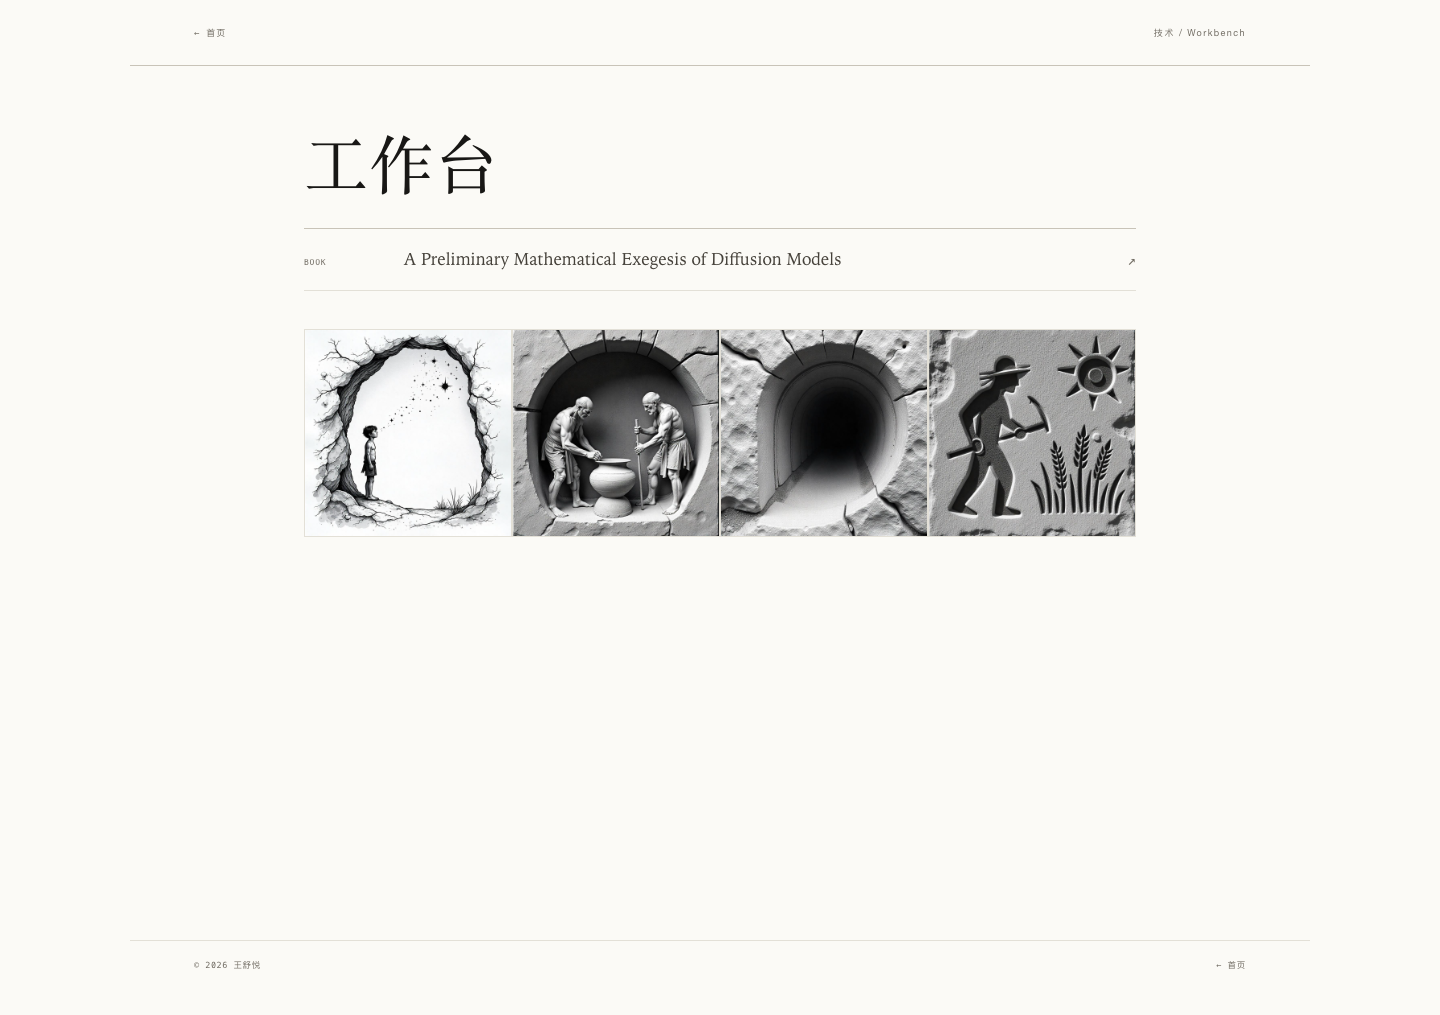 ← 首页
技术 / Workbench
工作台
BOOK
A Preliminary Mathematical Exegesis of Diffusion Models
↗
© 2026 王舒悦
← 首页